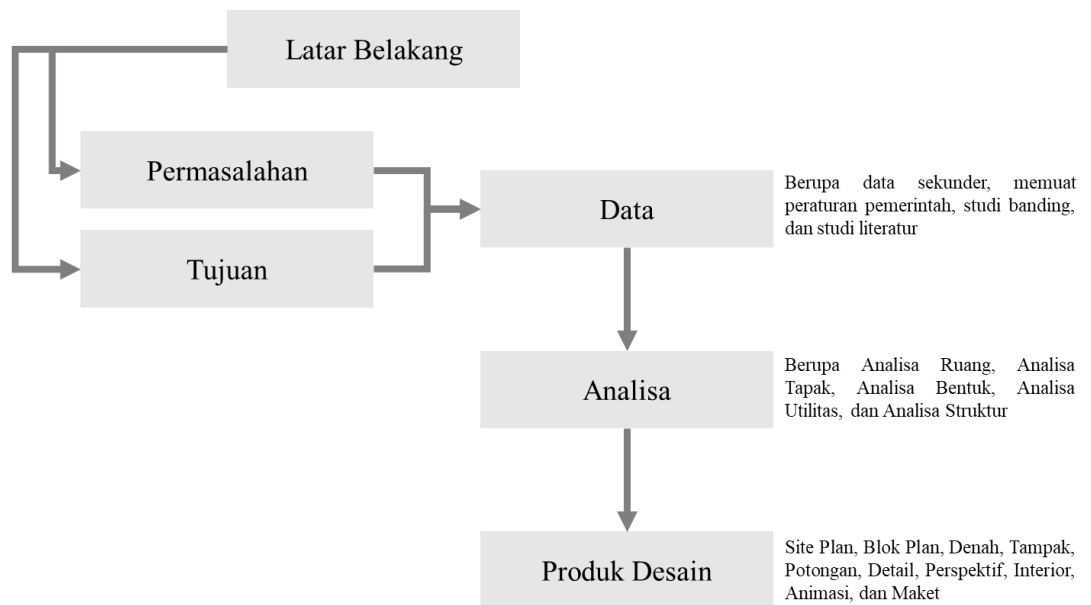 Latar Belakang
Permasalahan
Tujuan
Data
Berupa data sekunder, memuat
peraturan pemerintah, studi banding,
dan studi literatur
Analisa
Berupa Analisa Ruang, Analisa
Tapak, Analisa Bentuk, Analisa
Utilitas, dan Analisa Struktur
Produk Desain
Site Plan, Blok Plan, Denah, Tampak,
Potongan, Detail, Perspektif, Interior,
Animasi, dan Maket